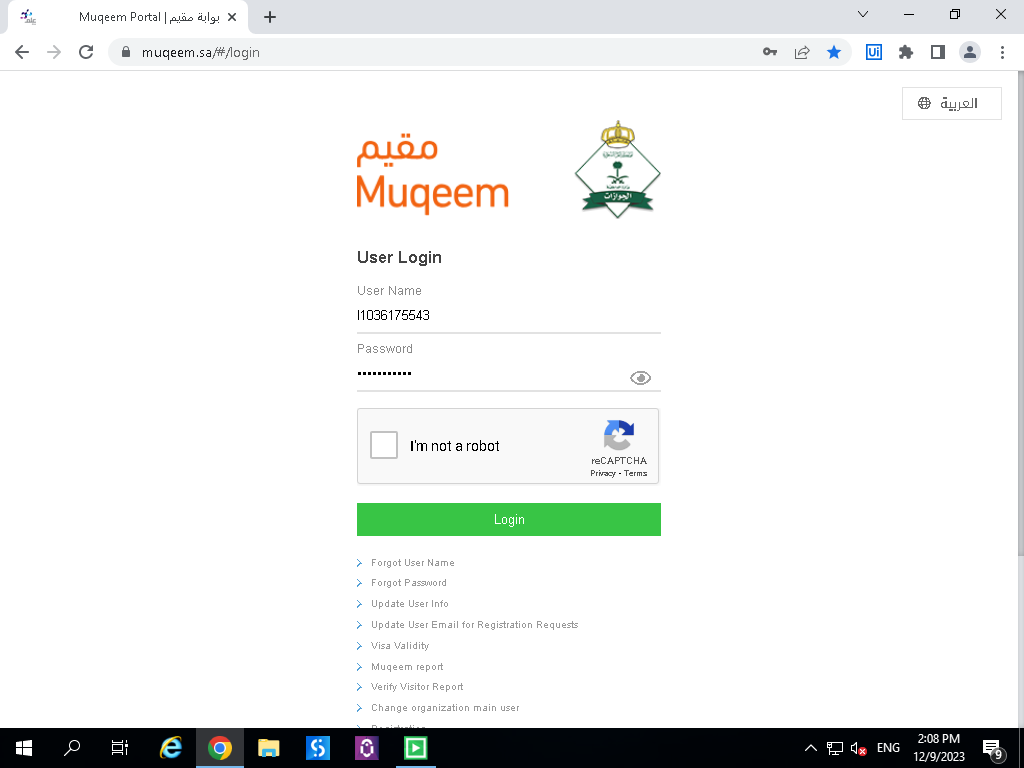 Muqeem Portal | بوابة مقيم
muqeem.sa/#/login
Ui
العربية
مقيم
Muqeem
الجوازات
User Login
User Name
I1036175543
Password
I'm not a robot
reCAPTCHA
Privacy - Terms
Login
Forgot User Name
Forgot Password
Update User Info
Update User Email for Registration Requests
Visa Validity
Muqeem report
Verify Visitor Report
Change organization main user
Registration
ENG
2:08 PM
12/9/2023
9